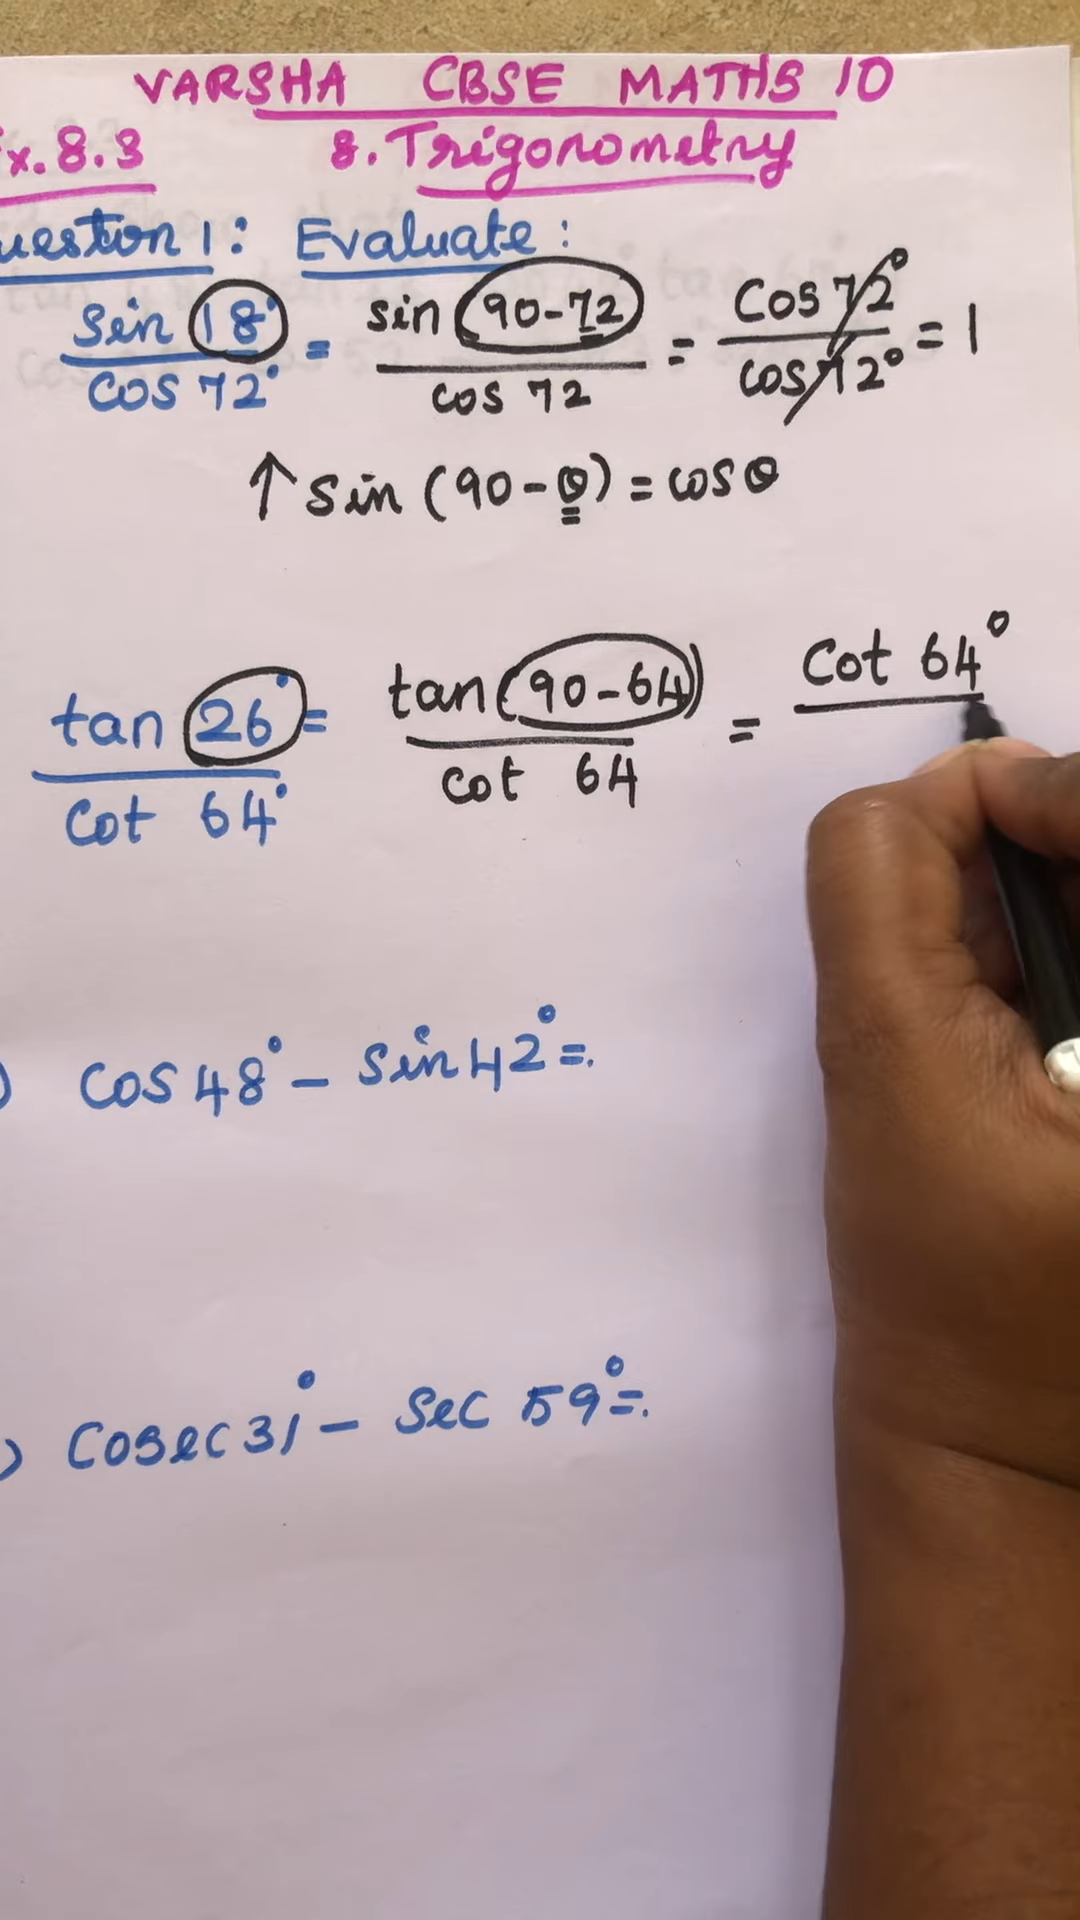 VARSHA CBSE MATHS 10
x. 8.3 8. Trigonometry
uestion 1: Evaluate:
sin 18° / cos 72° = sin (90-72) / cos 72 = cos 72° / cos 72° = 1
↑ sin (90-θ) = cos θ
tan 26° / cot 64° = tan (90-64) / cot 64 = cot 64°
) cos 48° - sin 42° =.
) cosec 31° - sec 59° =.